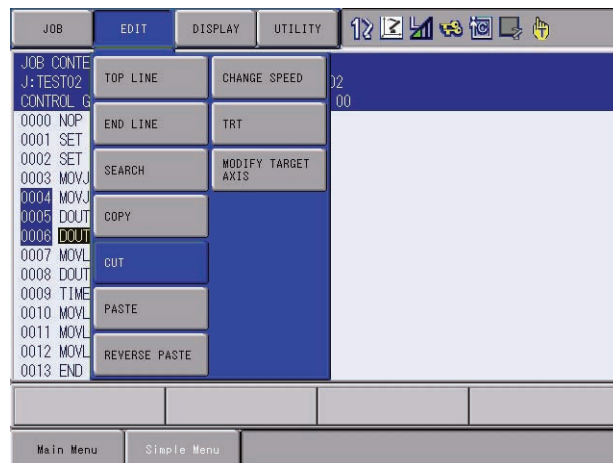 JOB EDIT DISPLAY UTILITY
JOB CONTE
J:TEST02 02
CONTROL G 00
0000 NOP
0001 SET
0002 SET
0003 MOVJ
0004 MOVJ
0005 DOUT
0006 DOUT
0007 MOVL
0008 DOUT
0009 TIME
0010 MOVL
0011 MOVL
0012 MOVL
0013 END
TOP LINE
END LINE
SEARCH
COPY
CUT
PASTE
REVERSE PASTE
CHANGE SPEED
TRT
MODIFY TARGET
AXIS
Main Menu Simple Menu